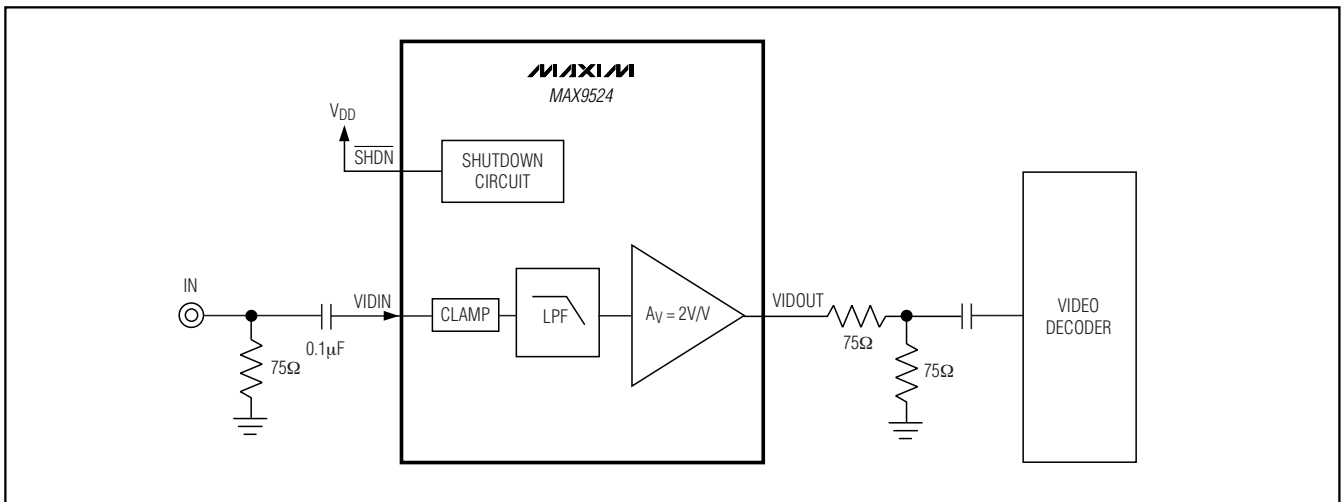 MAXIM
MAX9524
VDD
SHDN
SHUTDOWN
CIRCUIT
IN
VIDIN
0.1μF
75Ω
CLAMP
LPF
AV = 2V/V
VIDOUT
75Ω
75Ω
VIDEO
DECODER